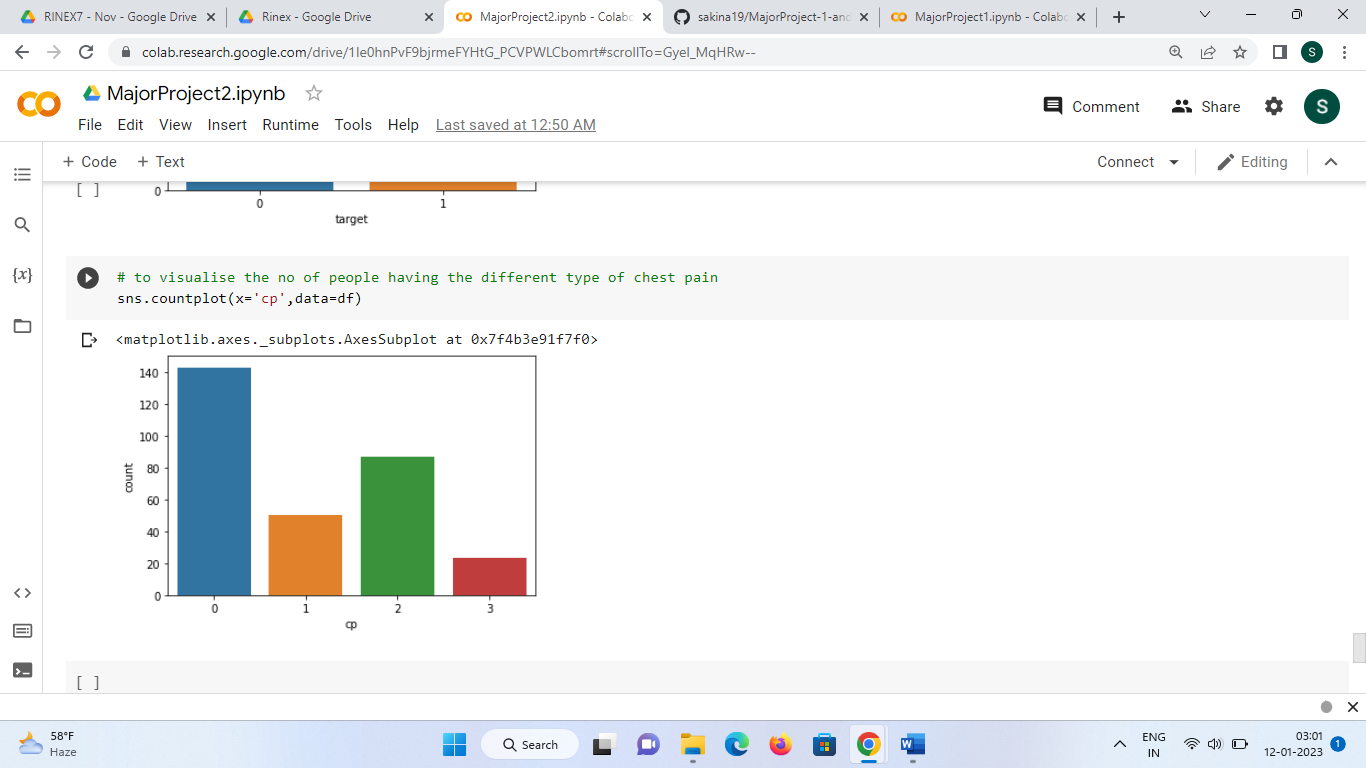 RINEX7 - Nov - Google Drive
Rinex - Google Drive
MajorProject2.ipynb - Colabo
sakina19/MajorProject-1-and
MajorProject1.ipynb - Colabo
colab.research.google.com/drive/1le0hnPvF9bjrmeFYHtG_PCVPWLCbomrt#scrollTo=Gyel_MqHRw--
S
MajorProject2.ipynb
Comment
Share
S
File Edit View Insert Runtime Tools Help Last saved at 12:50 AM
+ Code + Text
Connect
Editing
[ ]
0
0 1
target
{x}
# to visualise the no of people having the different type of chest pain
sns.countplot(x='cp',data=df)
<matplotlib.axes._subplots.AxesSubplot at 0x7f4b3e91f7f0>
140
120
100
80
60
40
20
0
count
0 1 2 3
cp
[ ]
58°F
Haze
Search
ENG
IN
03:01
12-01-2023
1